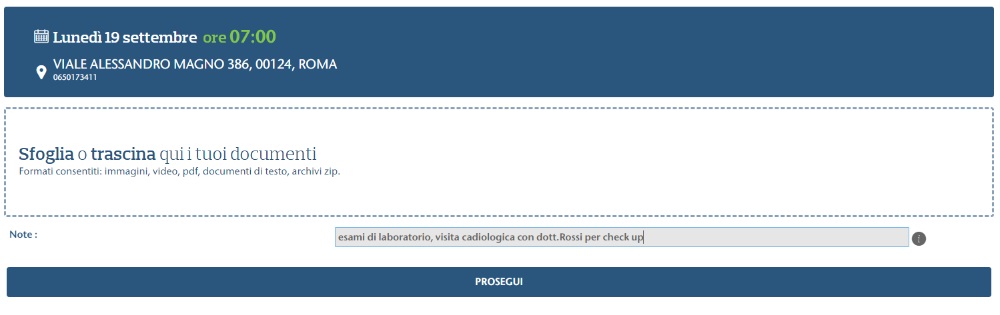 Lunedì 19 settembre ore 07:00
VIALE ALESSANDRO MAGNO 386, 00124, ROMA
0650173411
Sfoglia o trascina qui i tuoi documenti
Formati consentiti: immagini, video, pdf, documenti di testo, archivi zip.
Note : esami di laboratorio, visita cadiologica con dott.Rossi per check up i
PROSEGUI